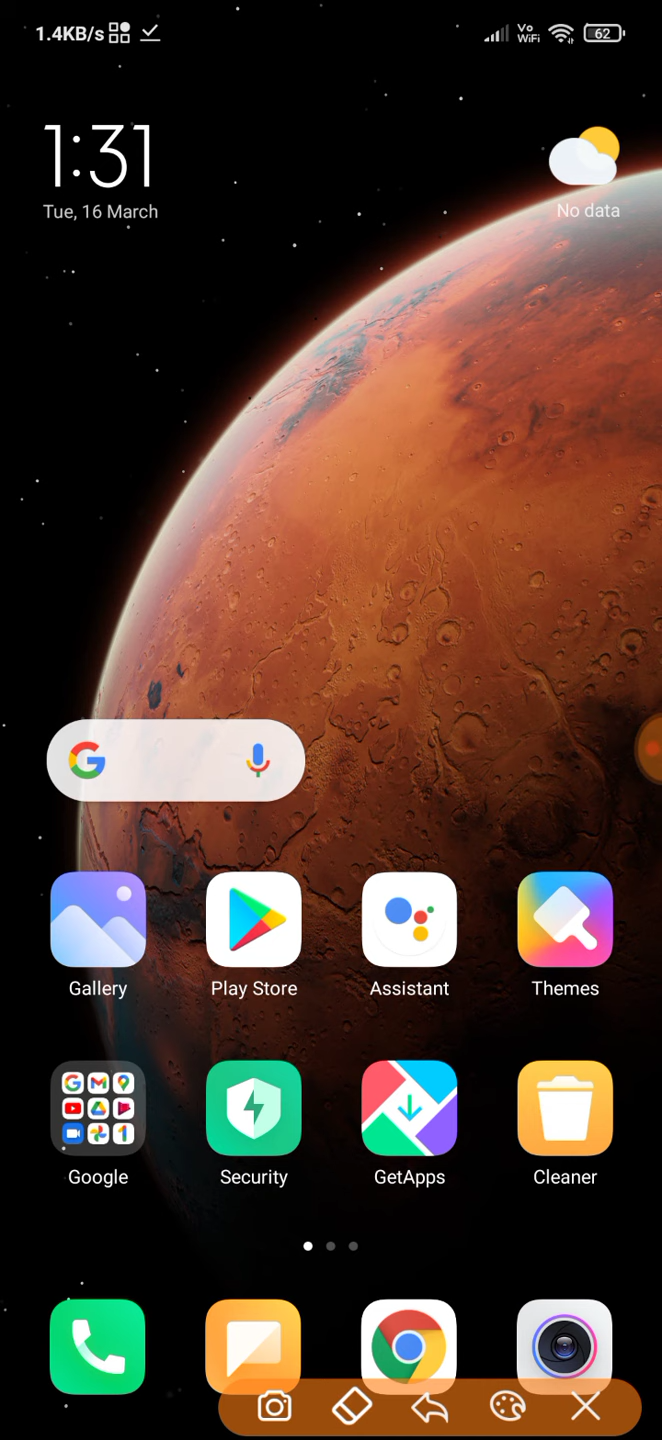 1.4KB/s
Vo WiFi
62
1:31
Tue, 16 March
No data
Gallery
Play Store
Assistant
Themes
Google
Security
GetApps
Cleaner